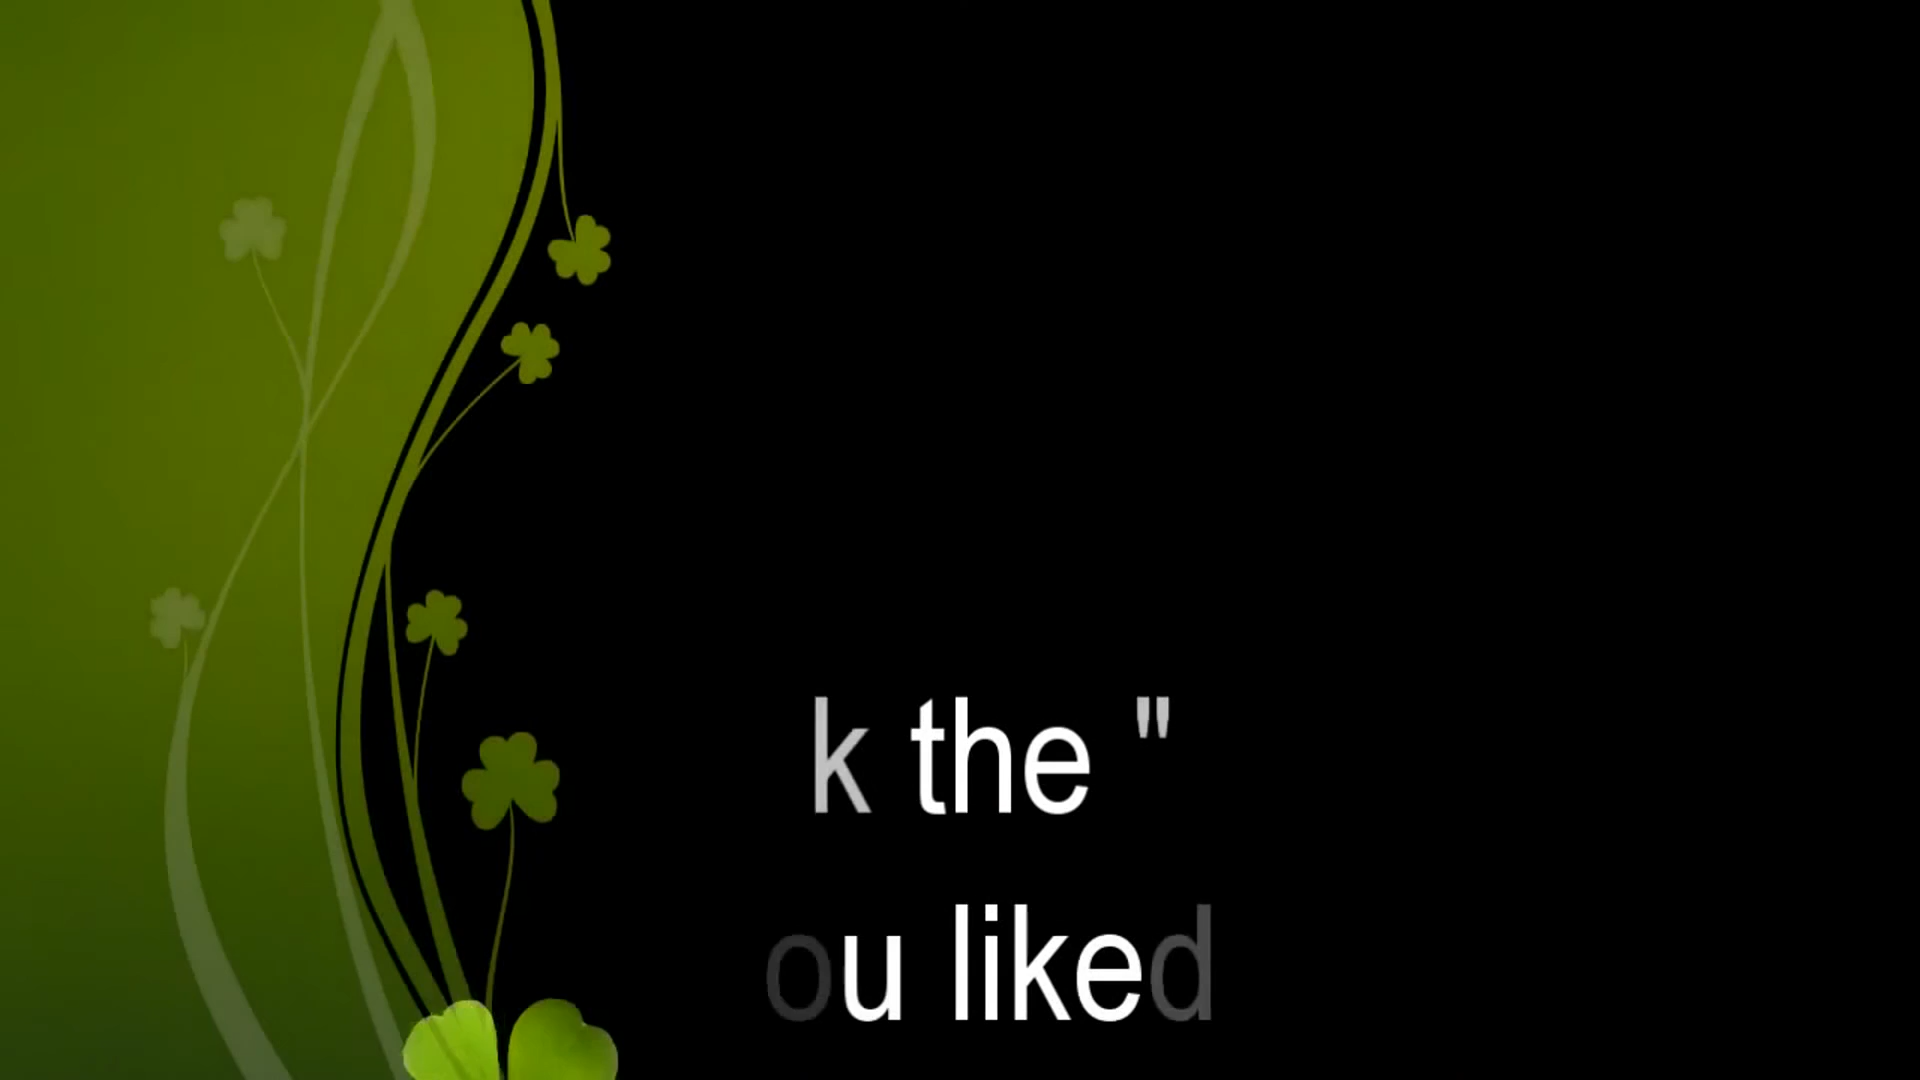 k the "
ou liked